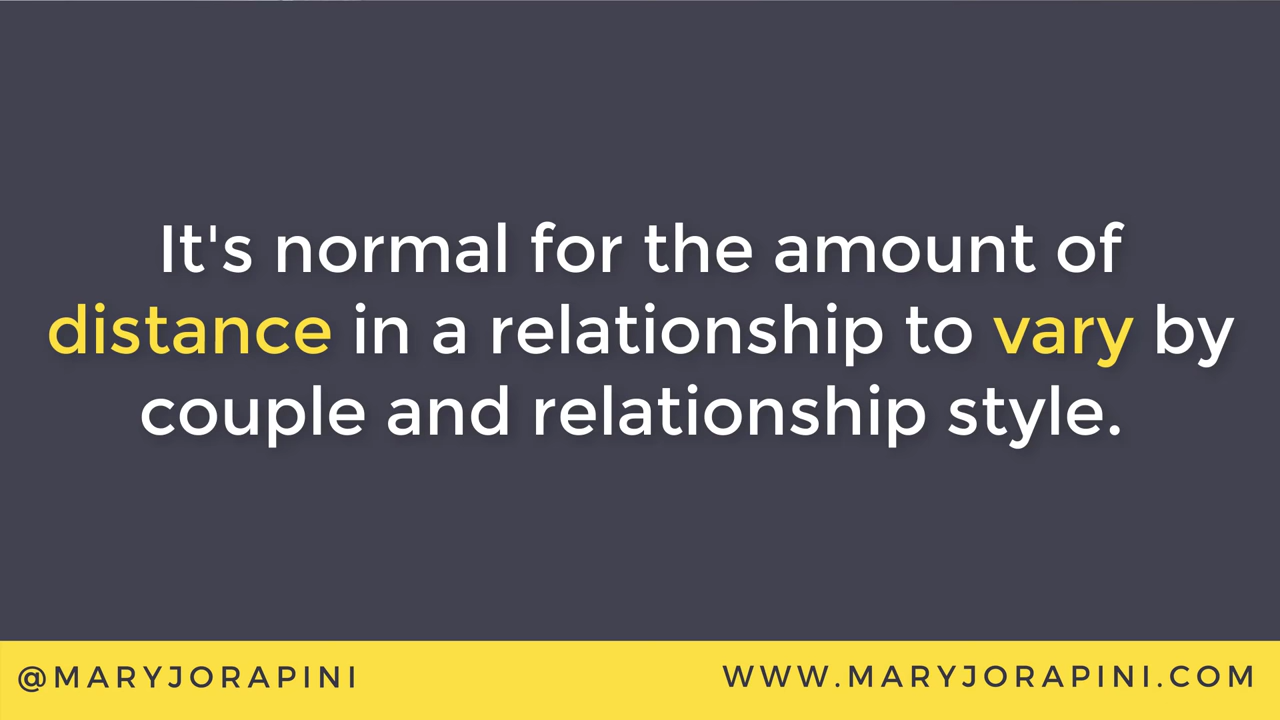 It's normal for the amount of
distance in a relationship to vary by
couple and relationship style.
@MARYJORAPINI
WWW.MARYJORAPINI.COM